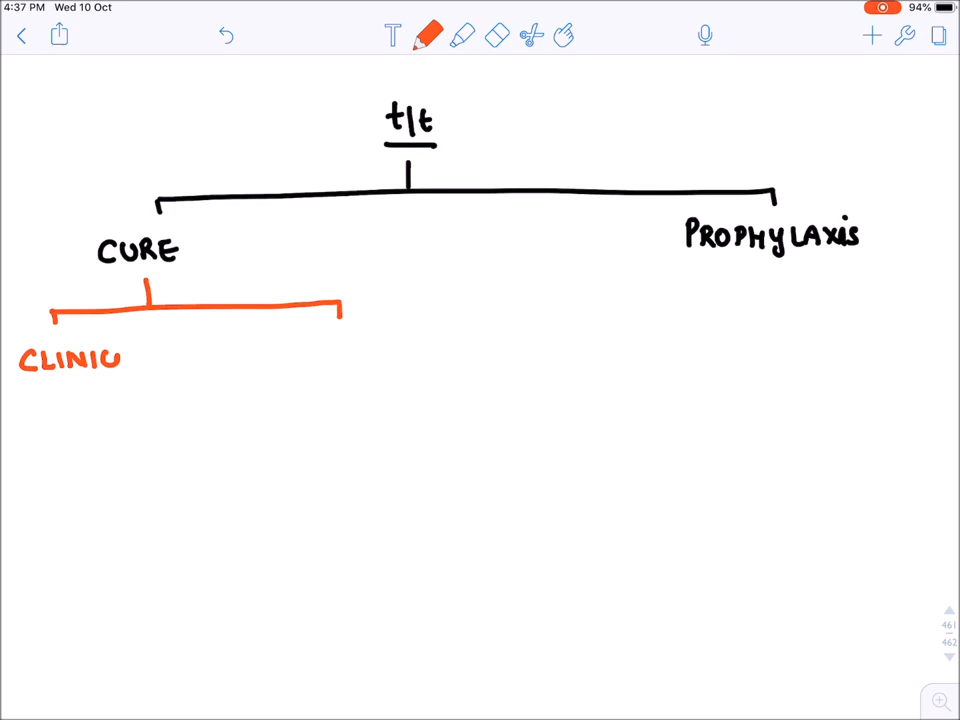 4:37 PM Wed 10 Oct 94%
T
t/t
CURE PROPHYLAXIS
CLINIC
461
462